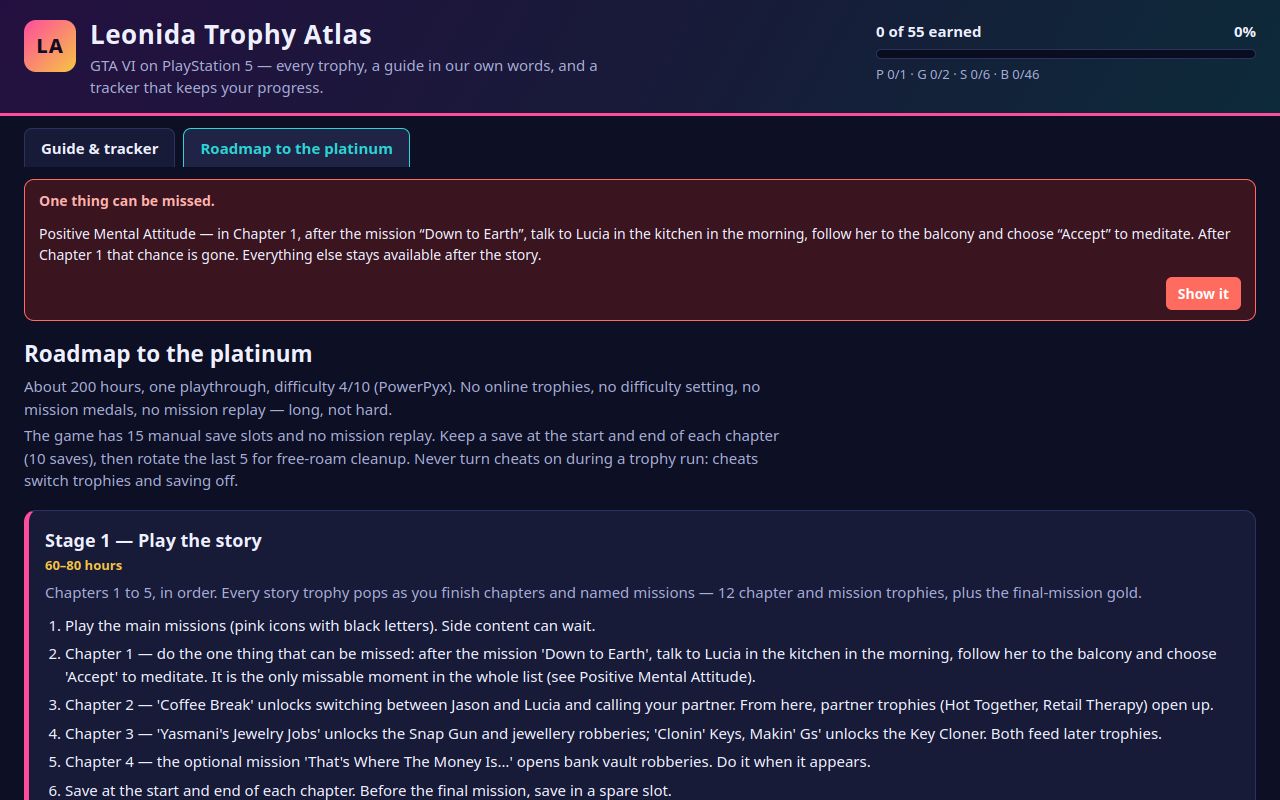 LA
Leonida Trophy Atlas
GTA VI on PlayStation 5 — every trophy, a guide in our own words, and a
tracker that keeps your progress.
0 of 55 earned
0%
P 0/1 · G 0/2 · S 0/6 · B 0/46
Guide & tracker
Roadmap to the platinum
One thing can be missed.
Positive Mental Attitude — in Chapter 1, after the mission “Down to Earth”, talk to Lucia in the kitchen in the morning, follow her to the balcony and choose “Accept” to meditate. After
Chapter 1 that chance is gone. Everything else stays available after the story.
Show it
Roadmap to the platinum
About 200 hours, one playthrough, difficulty 4/10 (PowerPyx). No online trophies, no difficulty setting, no
mission medals, no mission replay — long, not hard.
The game has 15 manual save slots and no mission replay. Keep a save at the start and end of each chapter
(10 saves), then rotate the last 5 for free-roam cleanup. Never turn cheats on during a trophy run: cheats
switch trophies and saving off.
Stage 1 — Play the story
60–80 hours
Chapters 1 to 5, in order. Every story trophy pops as you finish chapters and named missions — 12 chapter and mission trophies, plus the final-mission gold.
1. Play the main missions (pink icons with black letters). Side content can wait.
2. Chapter 1 — do the one thing that can be missed: after the mission 'Down to Earth', talk to Lucia in the kitchen in the morning, follow her to the balcony and choose
'Accept' to meditate. It is the only missable moment in the whole list (see Positive Mental Attitude).
3. Chapter 2 — 'Coffee Break' unlocks switching between Jason and Lucia and calling your partner. From here, partner trophies (Hot Together, Retail Therapy) open up.
4. Chapter 3 — 'Yasmani's Jewelry Jobs' unlocks the Snap Gun and jewellery robberies; 'Clonin' Keys, Makin' Gs' unlocks the Key Cloner. Both feed later trophies.
5. Chapter 4 — the optional mission 'That's Where The Money Is...' opens bank vault robberies. Do it when it appears.
6. Save at the start and end of each chapter. Before the final mission, save in a spare slot.